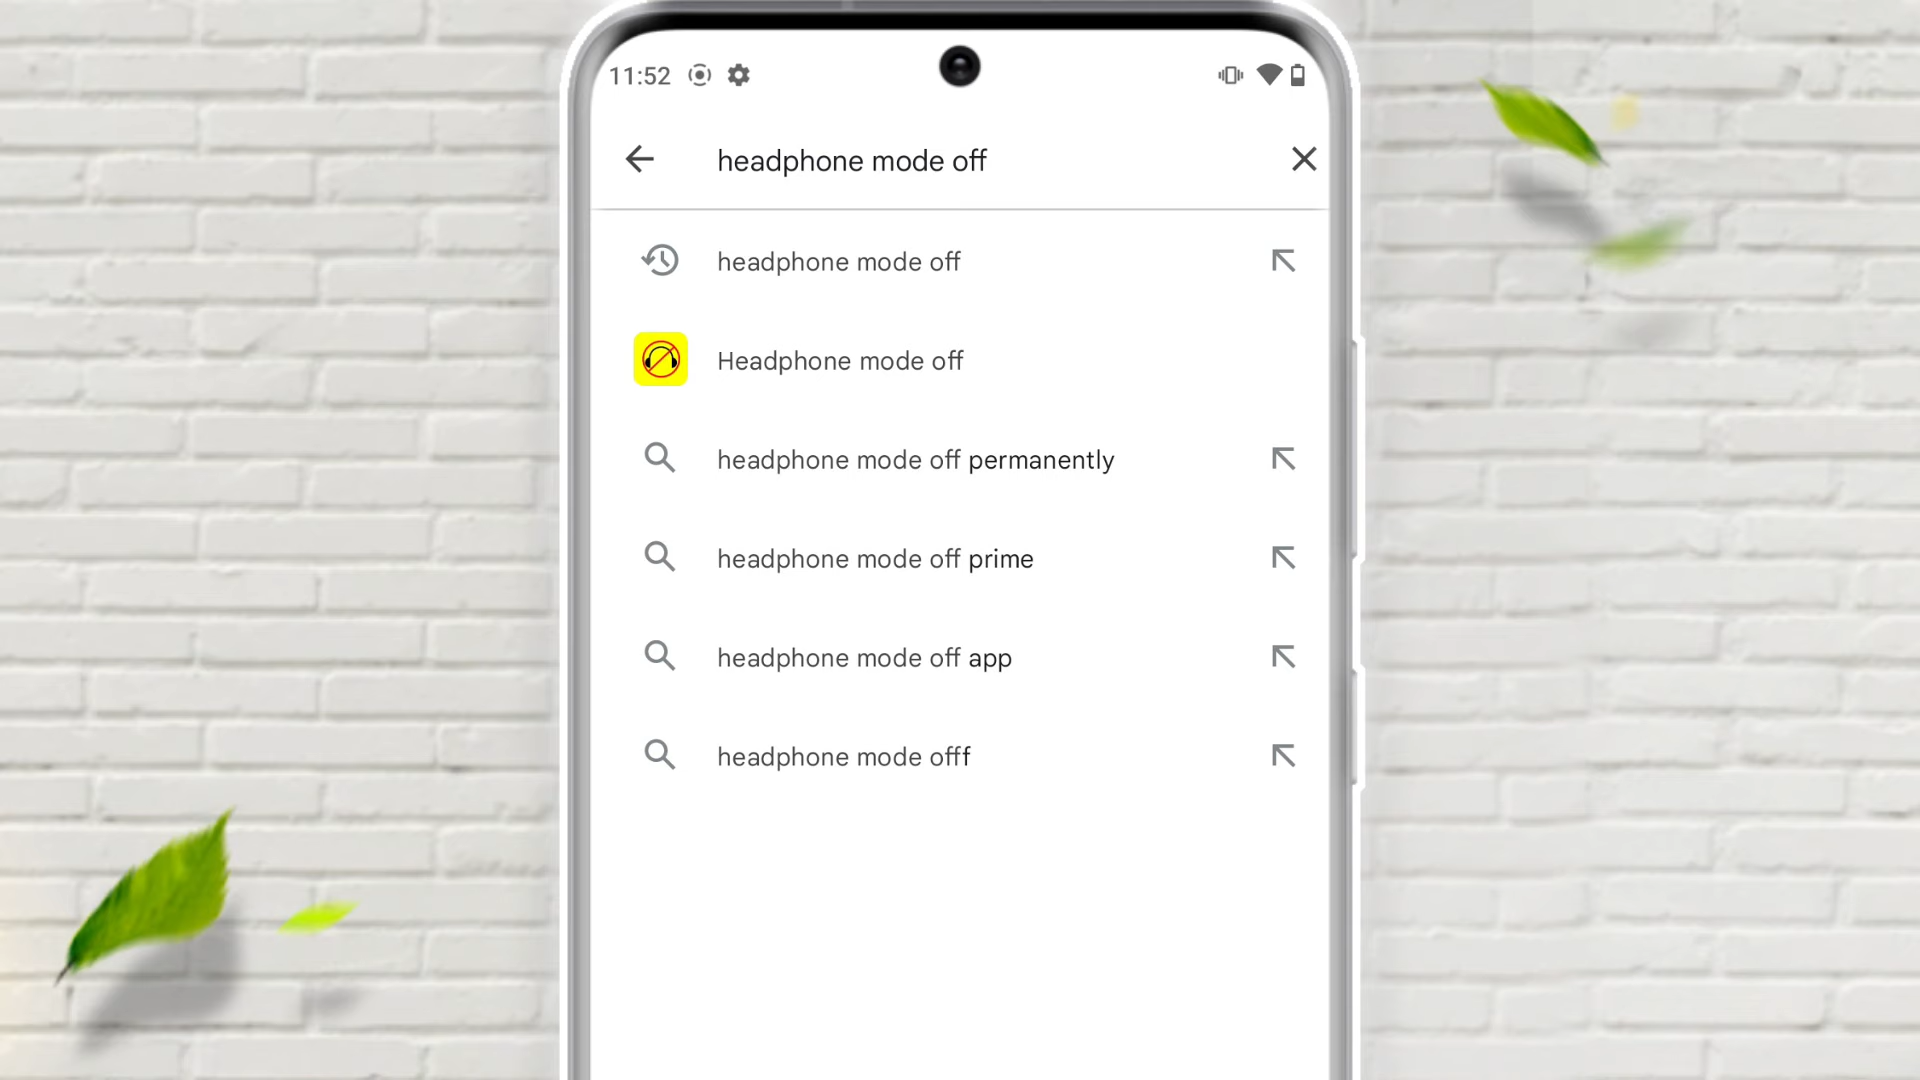 11:52
headphone mode off
headphone mode off
Headphone mode off
headphone mode off permanently
headphone mode off prime
headphone mode off app
headphone mode offf